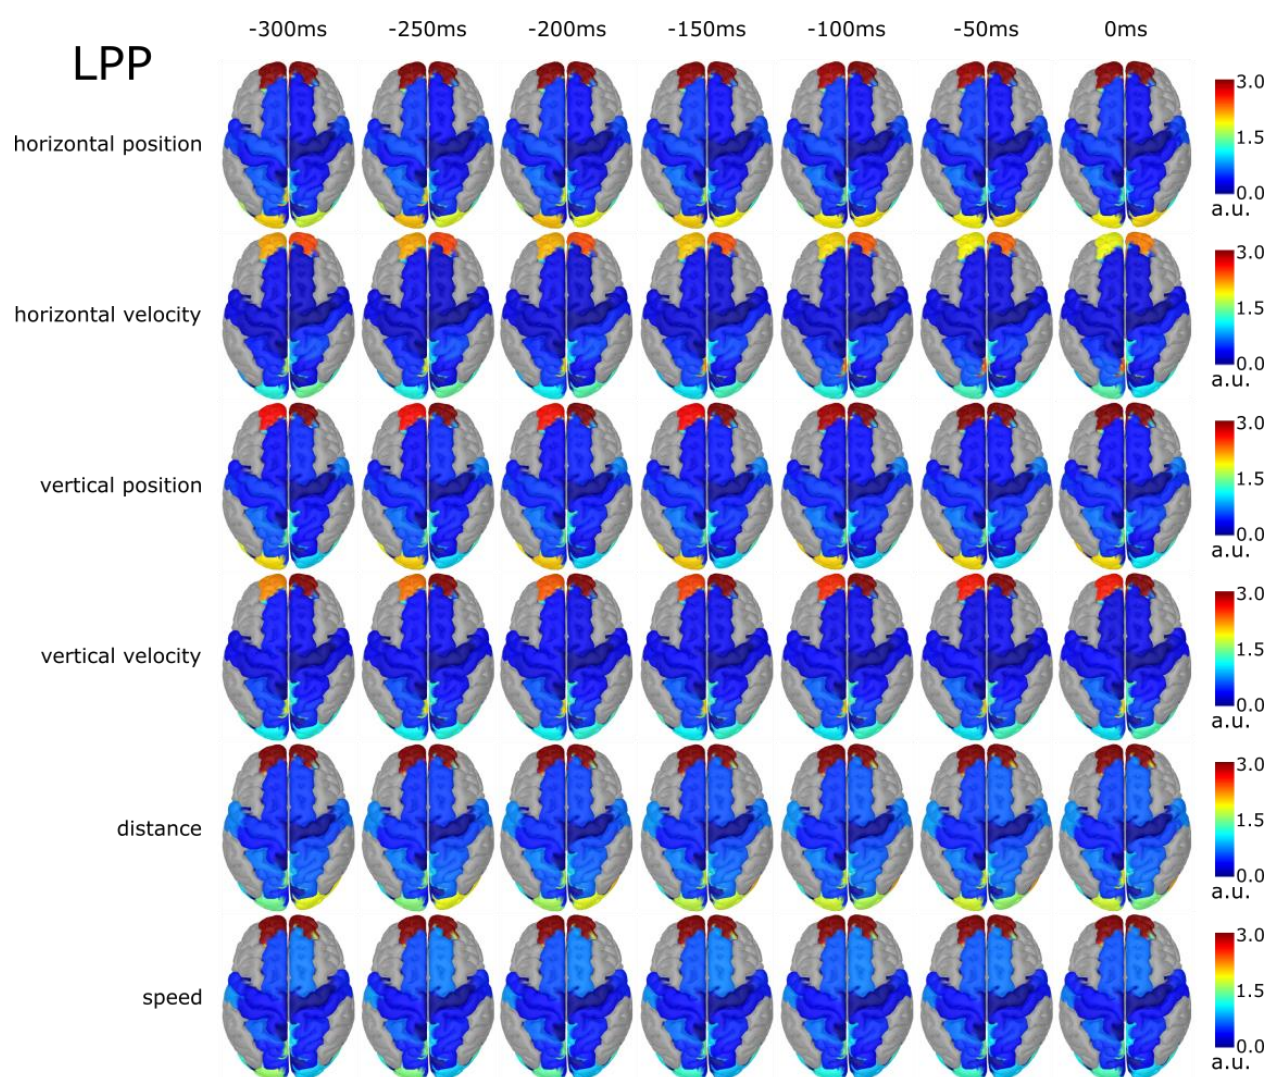 -300ms -250ms -200ms -150ms -100ms -50ms 0ms
LPP
horizontal position
3.0
1.5
0.0
a.u.
horizontal velocity
3.0
1.5
0.0
a.u.
vertical position
3.0
1.5
0.0
a.u.
vertical velocity
3.0
1.5
0.0
a.u.
distance
3.0
1.5
0.0
a.u.
speed
3.0
1.5
0.0
a.u.